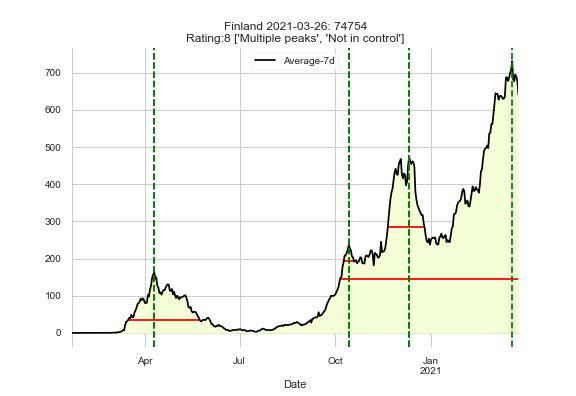 Finland 2021-03-26: 74754
Rating:8 ['Multiple peaks', 'Not in control']
Average-7d
700
600
500
400
300
200
100
0
Apr
Jul
Oct
Jan
2021
Date